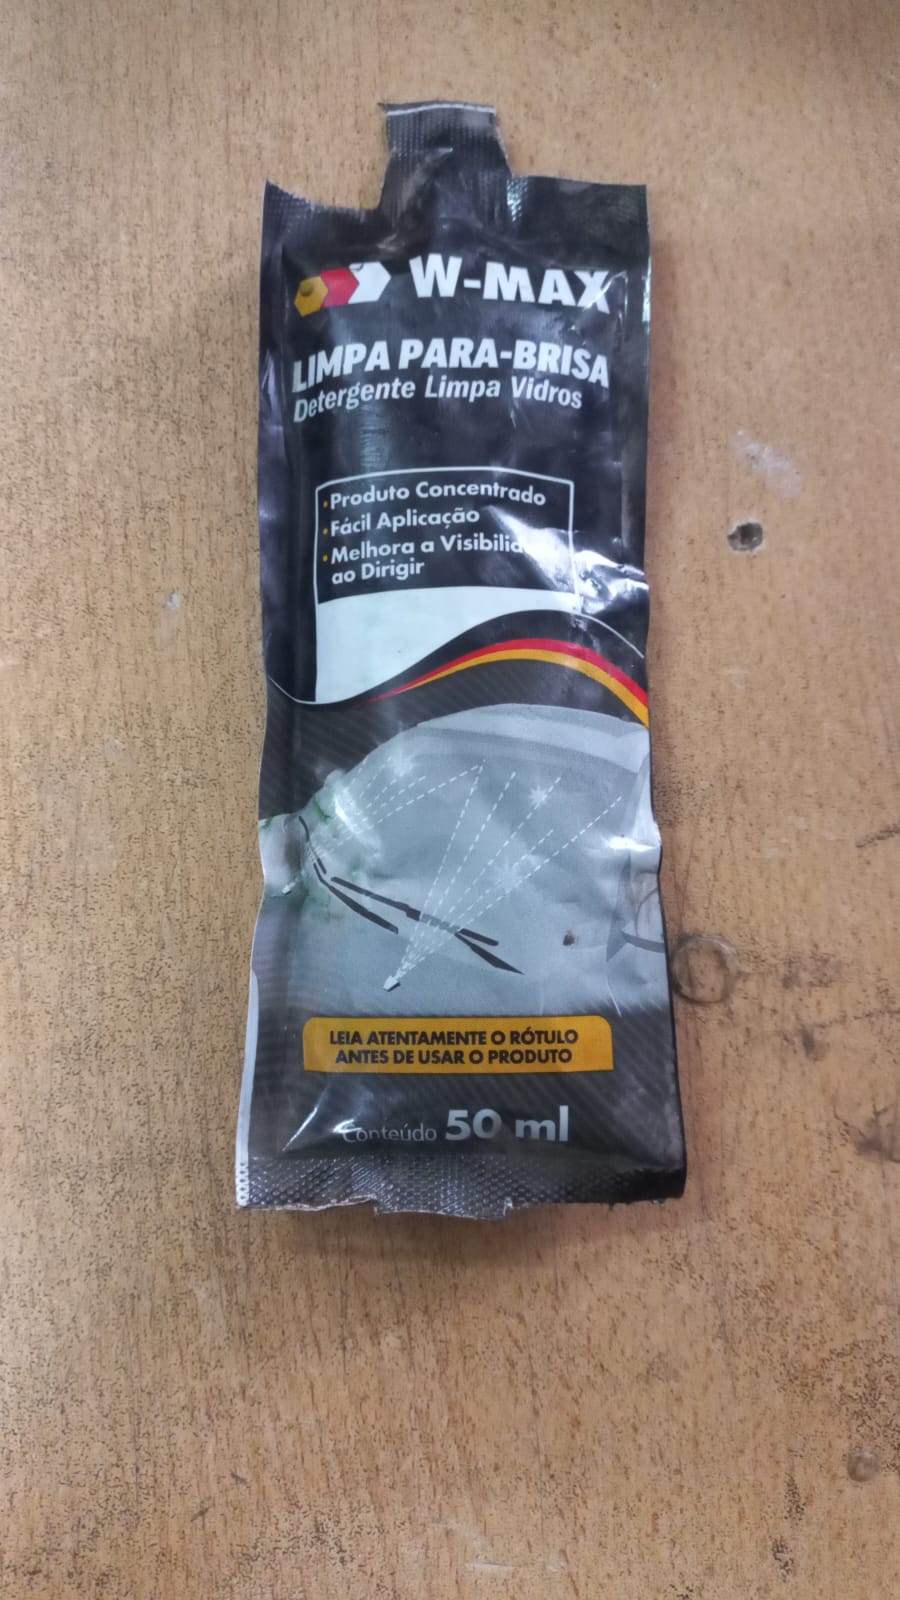 W-MAX
LIMPA PARA-BRISA
Detergente Limpa Vidros
• Produto Concentrado
• Fácil Aplicação
• Melhora a
ao Dirigir
LEIA ATENTAMENTE O RÓTULO
ANTES DE USAR O PRODUTO
Conteúdo 50 ml